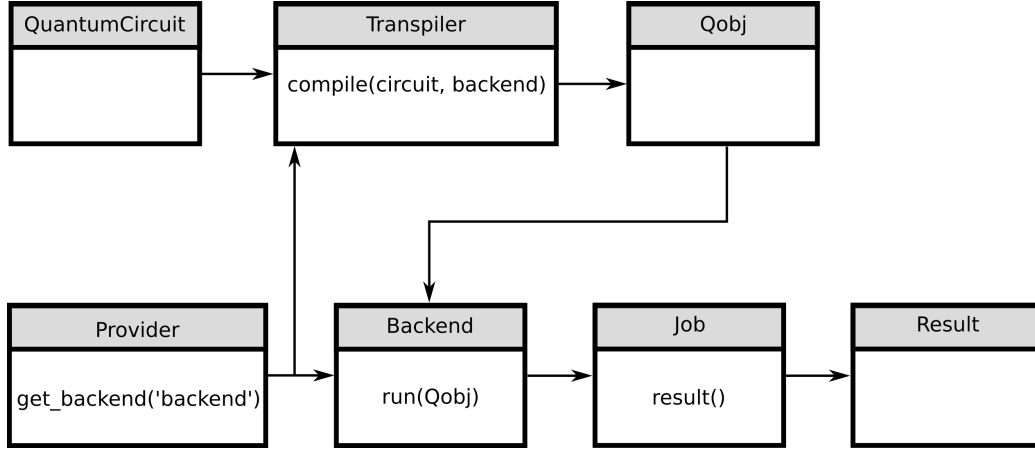 QuantumCircuit
Transpiler
compile(circuit, backend)
Qobj
Provider
get_backend('backend')
Backend
run(Qobj)
Job
result()
Result